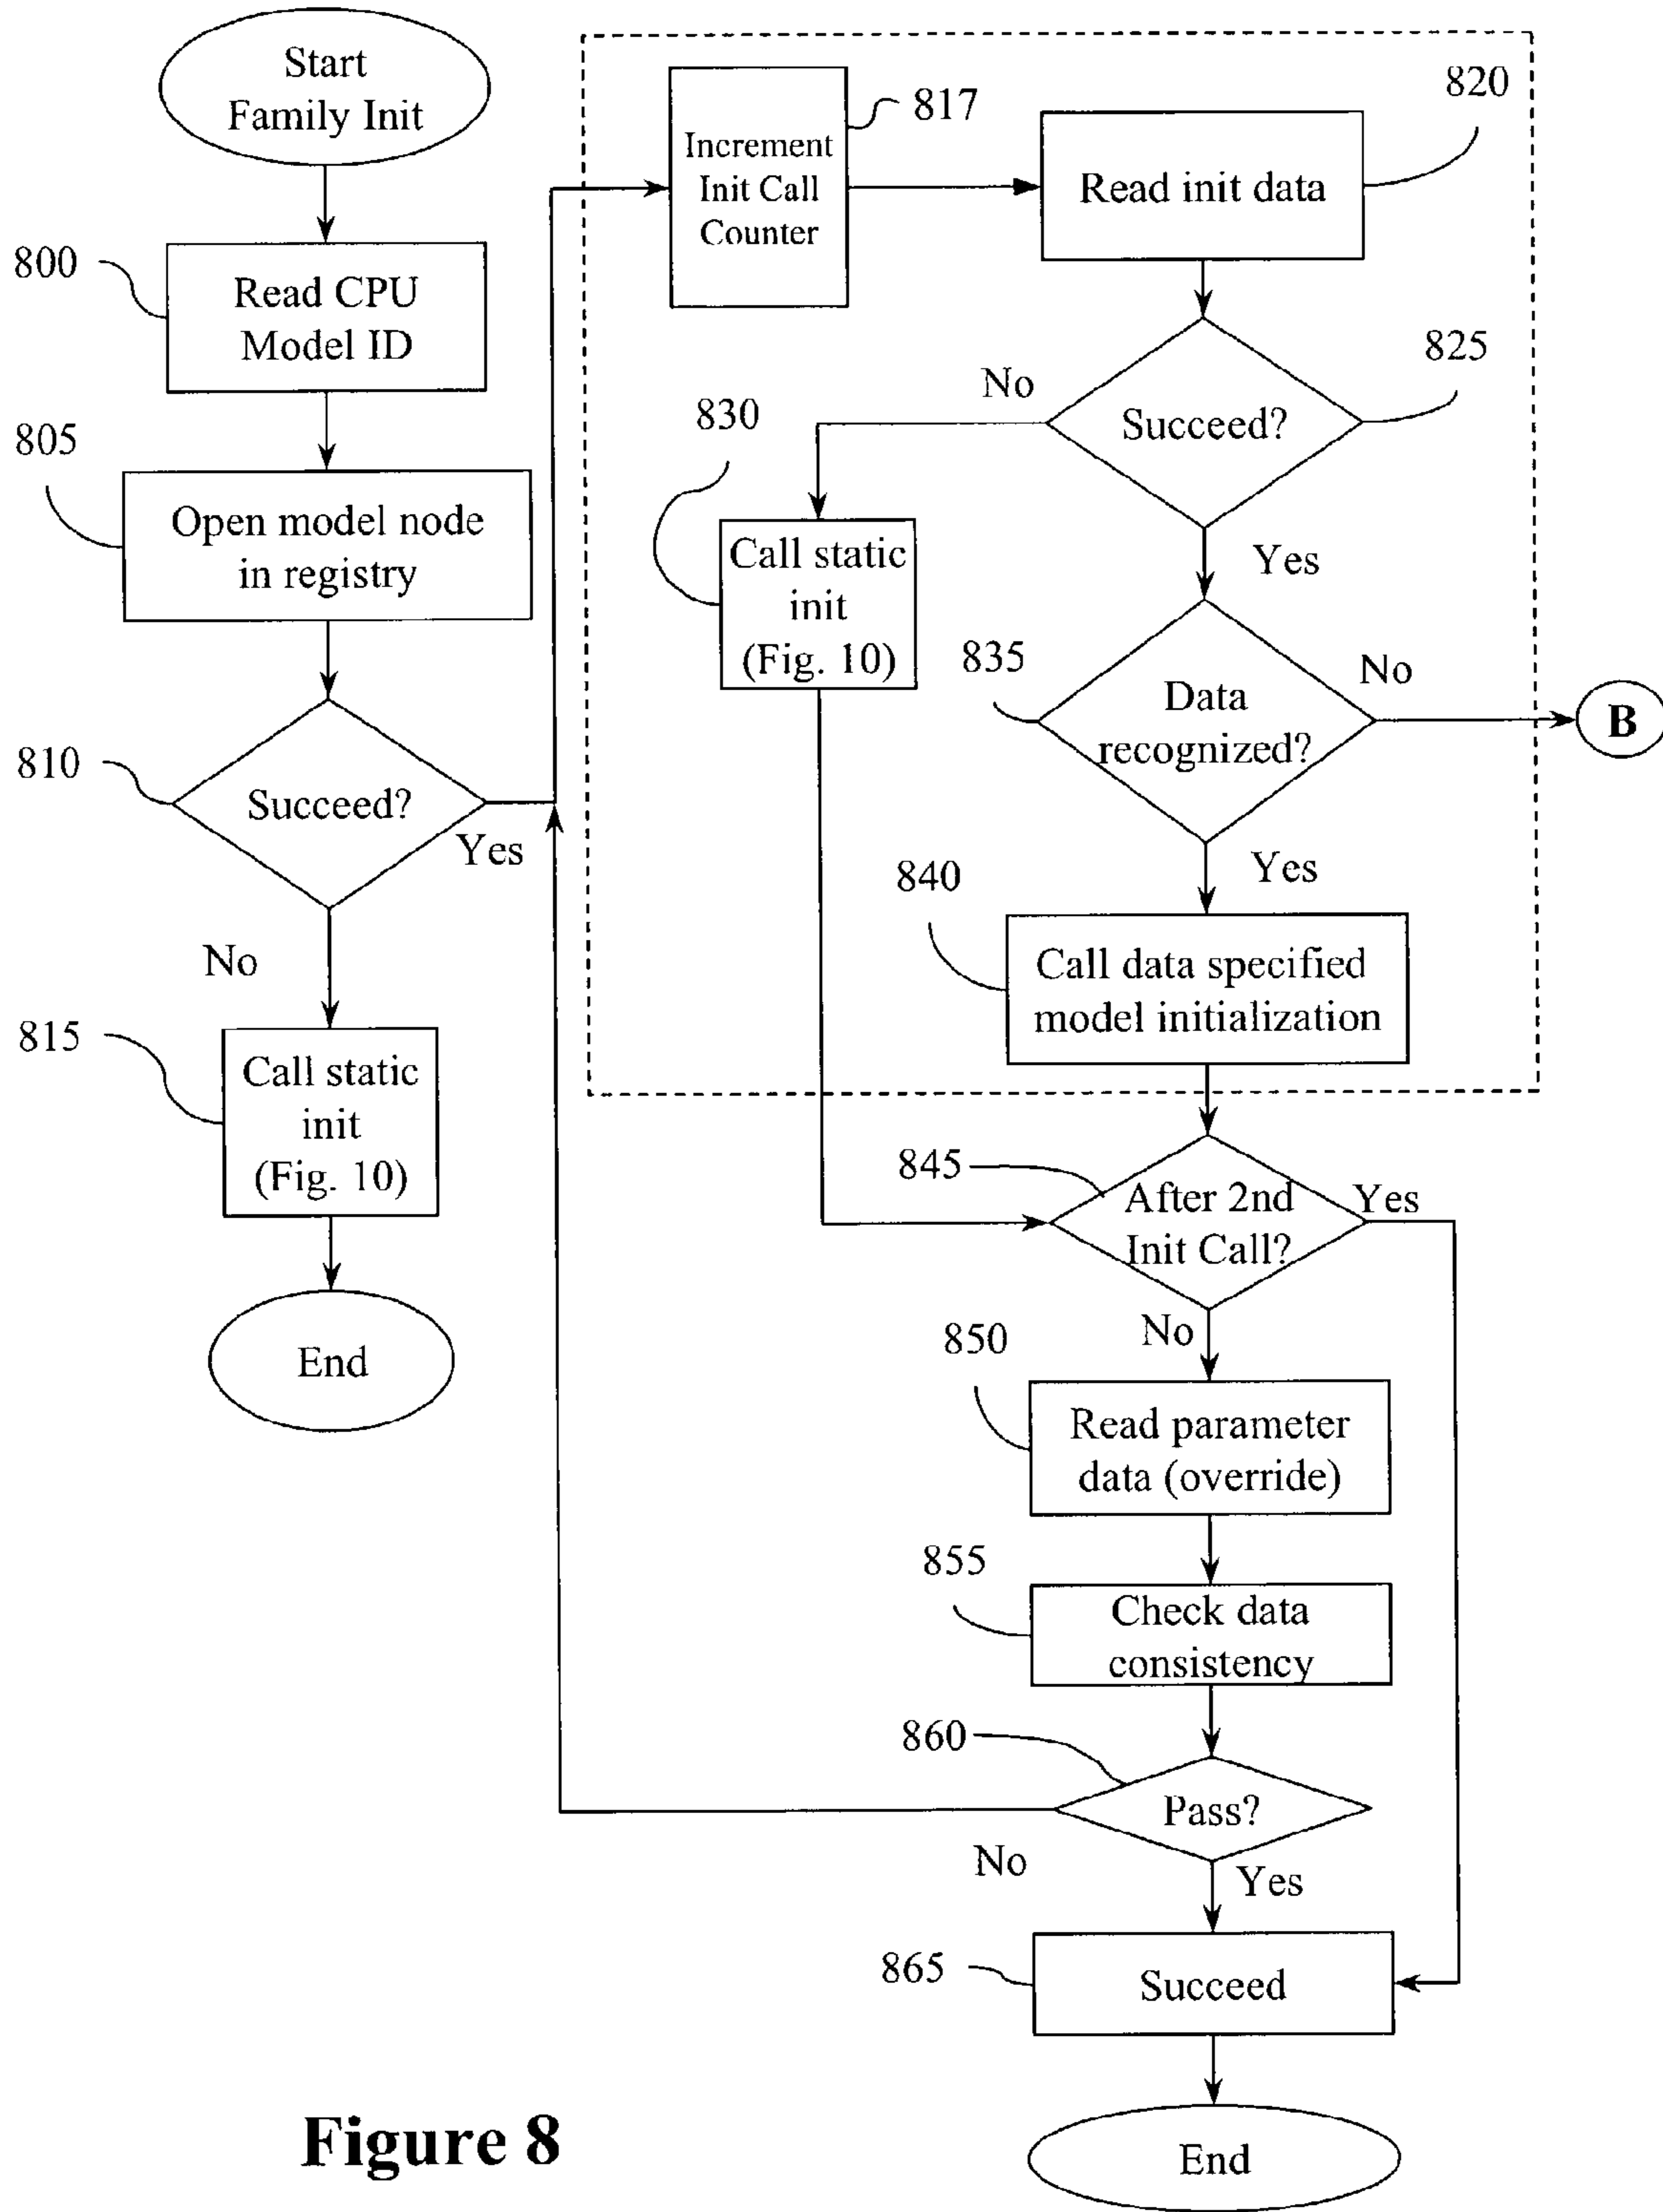 Start
Family Init
800
Read CPU
Model ID
805
Open model node
in registry
810
Succeed?
Yes
No
815
Call static
init
(Fig. 10)
End
Increment
Init Call
Counter
817
Read init data
820
Succeed?
825
No
Yes
830
Call static
init
(Fig. 10)
835
Data
recognized?
No
B
Yes
840
Call data specified
model initialization
845
After 2nd
Init Call?
Yes
No
850
Read parameter
data (override)
855
Check data
consistency
860
Pass?
No
Yes
865
Succeed
End
Figure 8